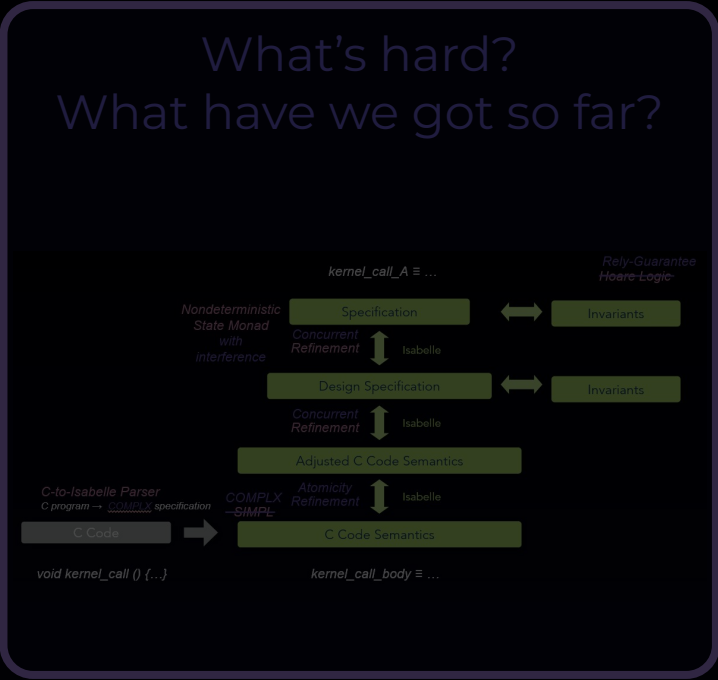 What's hard?
What have we got so far?
Rely-Guarantee
kernel_call_A ≡ …
Hoare Logic
Nondeterministic
State Monad
with
interference
Specification
Invariants
Concurrent
Refinement
Isabelle
Design Specification
Invariants
Concurrent
Refinement
Isabelle
Adjusted C Code Semantics
C-to-Isabelle Parser
C program → COMPLX specification
COMPLX
SIMPL
Atomicity
Refinement
Isabelle
C Code
C Code Semantics
void kernel_call () {…}
kernel_call_body ≡ …